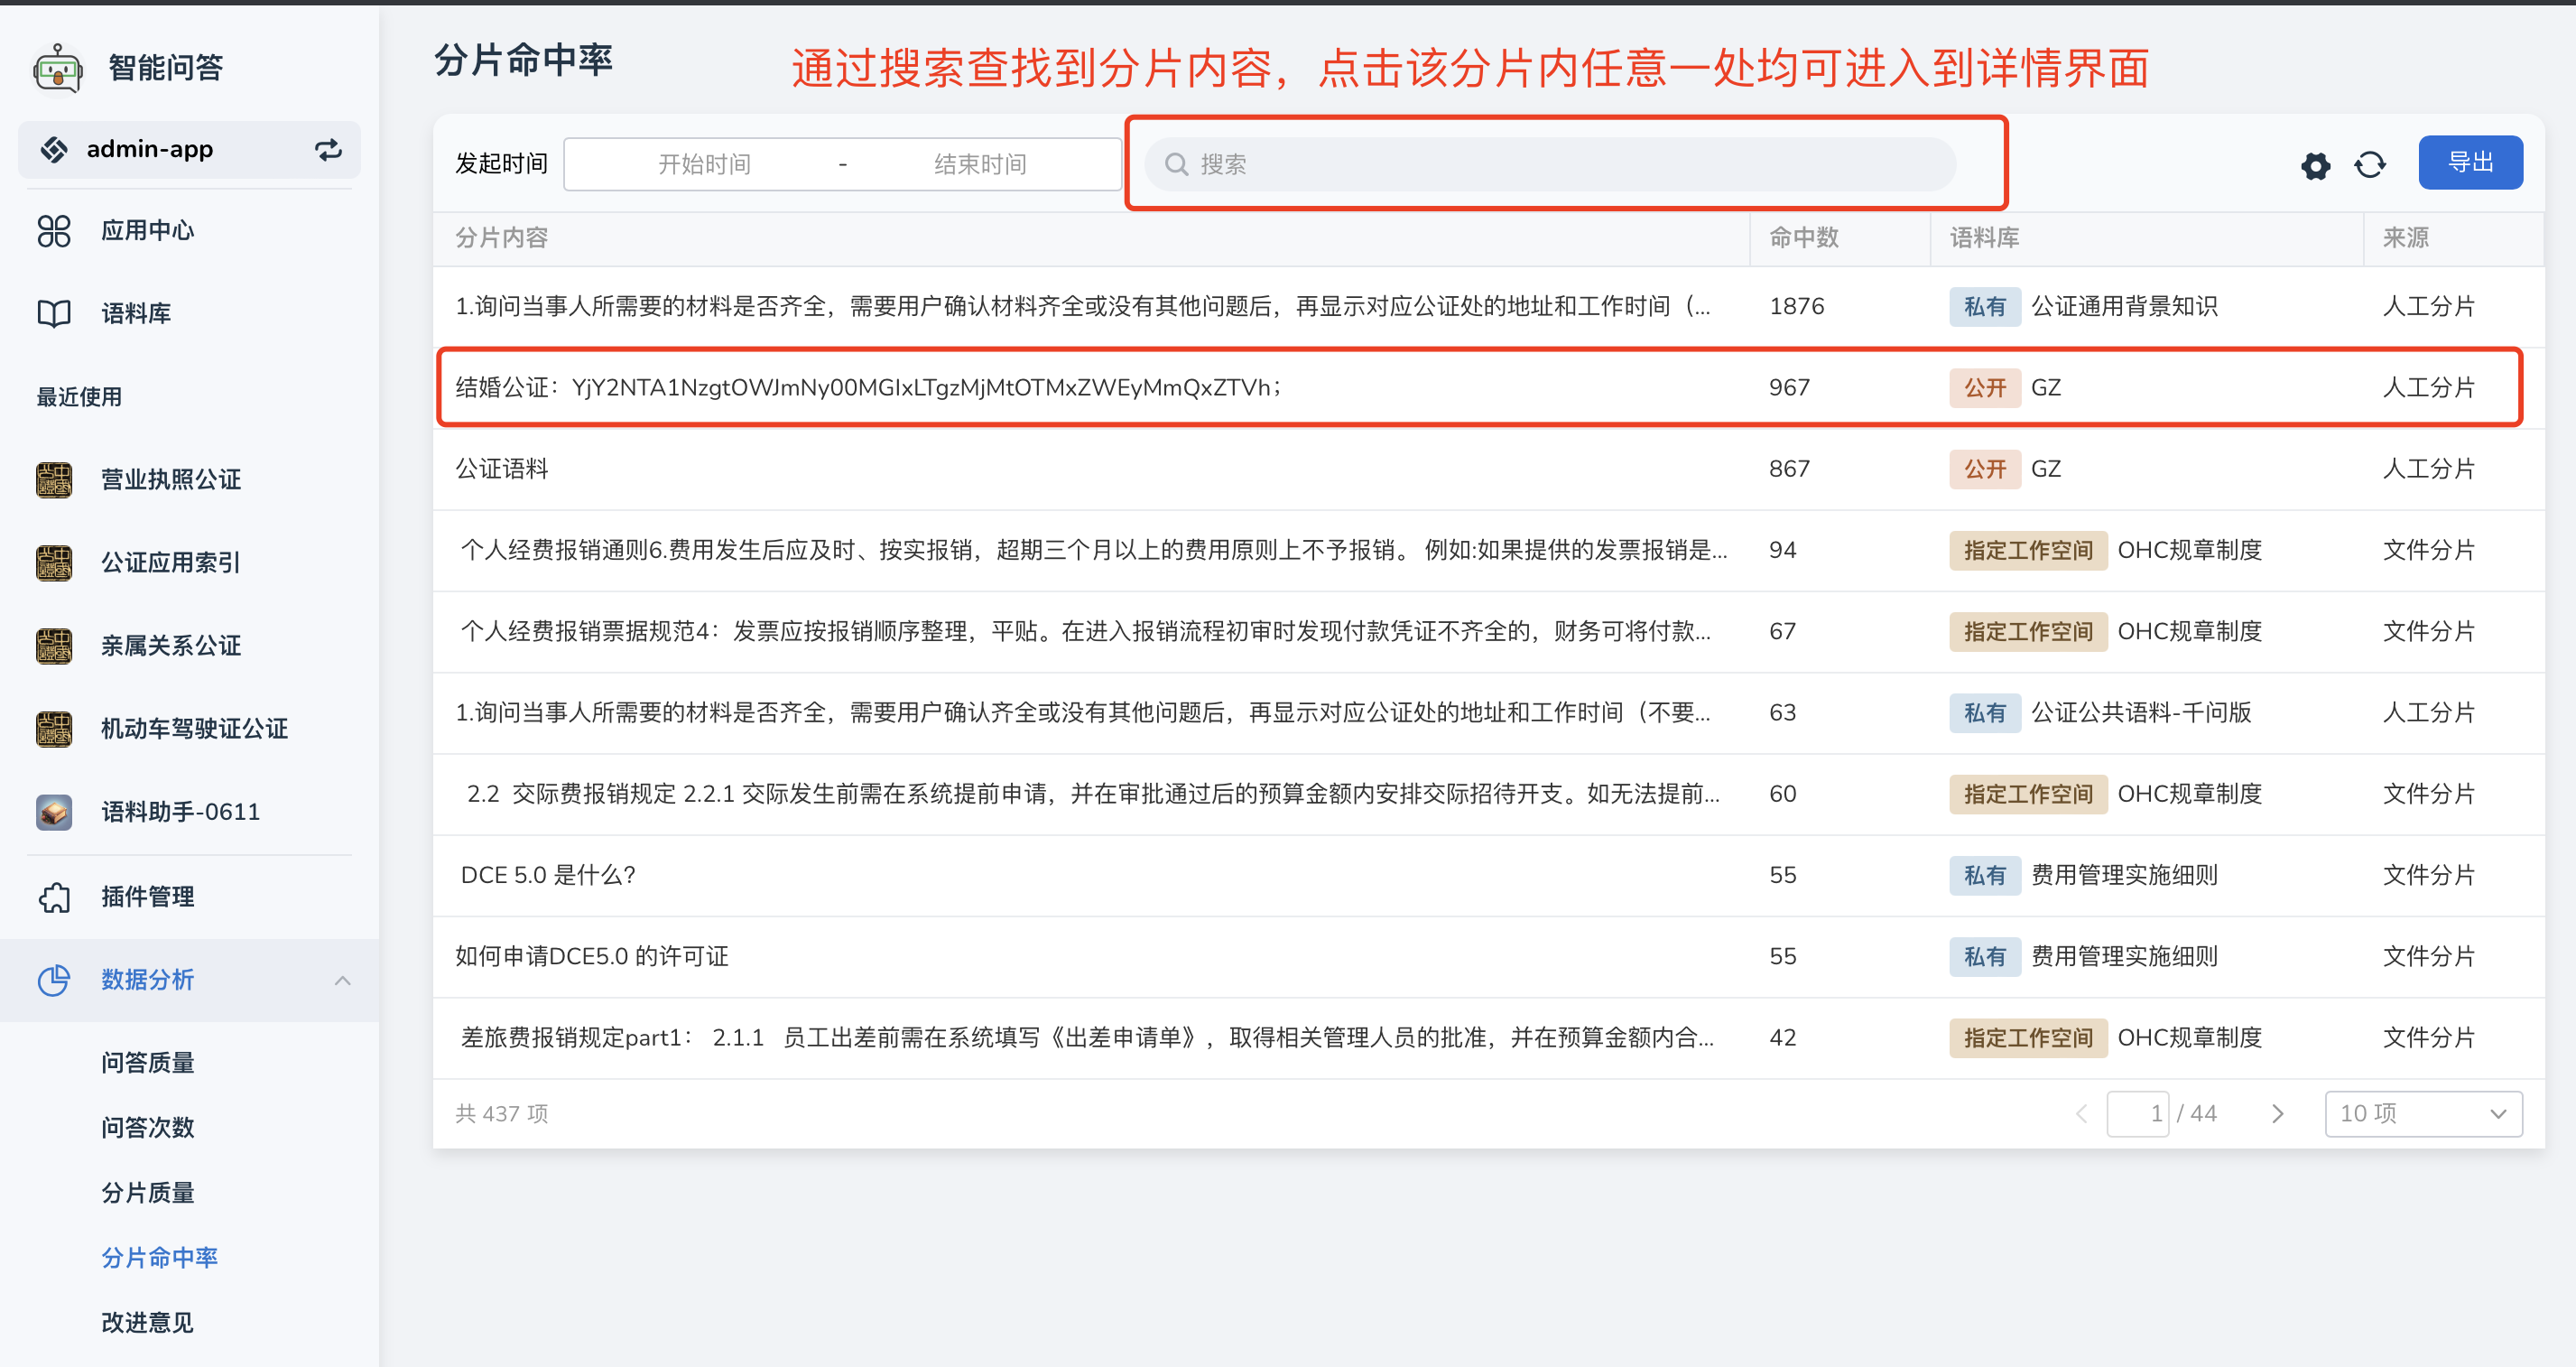 智能问答
admin-app
应用中心
语料库
最近使用
营业执照公证
公证应用索引
亲属关系公证
机动车驾驶证公证
语料助手-0611
插件管理
数据分析
问答质量
问答次数
分片质量
分片命中率
改进意见
分片命中率
通过搜索查找到分片内容，点击该分片内任意一处均可进入到详情界面
发起时间 开始时间 - 结束时间 搜索 导出
分片内容 命中数 语料库 来源
1.询问当事人所需要的材料是否齐全，需要用户确认材料齐全或没有其他问题后，再显示对应公证处的地址和工作时间（... 1876 私有 公证通用背景知识 人工分片
结婚公证：YjY2NTA1NzgtOWJmNy00MGIxLTgzMjMtOTMxZWEyMmQxZTVh； 967 公开 GZ 人工分片
公证语料 867 公开 GZ 人工分片
个人经费报销通则6.费用发生后应及时、按实报销，超期三个月以上的费用原则上不予报销。 例如:如果提供的发票报销是... 94 指定工作空间 OHC规章制度 文件分片
个人经费报销票据规范4：发票应按报销顺序整理，平贴。在进入报销流程初审时发现付款凭证不齐全的，财务可将付款... 67 指定工作空间 OHC规章制度 文件分片
1.询问当事人所需要的材料是否齐全，需要用户确认齐全或没有其他问题后，再显示对应公证处的地址和工作时间（不要... 63 私有 公证公共语料-千问版 人工分片
2.2 交际费报销规定 2.2.1 交际发生前需在系统提前申请，并在审批通过后的预算金额内安排交际招待开支。如无法提前... 60 指定工作空间 OHC规章制度 文件分片
DCE 5.0 是什么? 55 私有 费用管理实施细则 文件分片
如何申请DCE5.0 的许可证 55 私有 费用管理实施细则 文件分片
差旅费报销规定part1： 2.1.1 员工出差前需在系统填写《出差申请单》，取得相关管理人员的批准，并在预算金额内合... 42 指定工作空间 OHC规章制度 文件分片
共 437 项 1 / 44 10 项